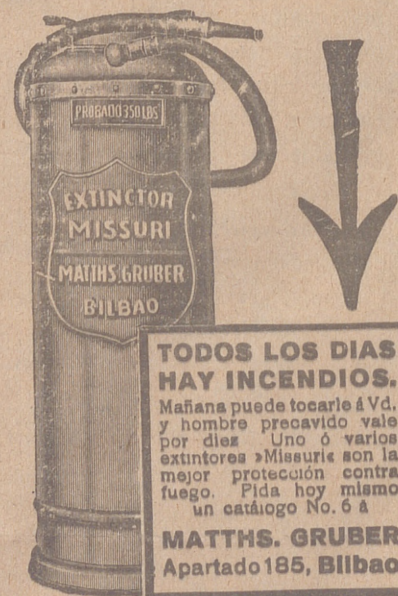 PROBADO 350 LBS
EXTINCTOR
MISSURI
MATTHS. GRUBER
BILBAO
TODOS LOS DIAS
HAY INCENDIOS.
Mañana puede tocarle á Vd.
y hombre precavido vale
por diez Uno ó varios
extintores »Missuri« son la
mejor protección contra
fuego. Pida hoy mismo
un catálogo No. 6 á
MATTHS. GRUBER
Apartado 185, Bilbao